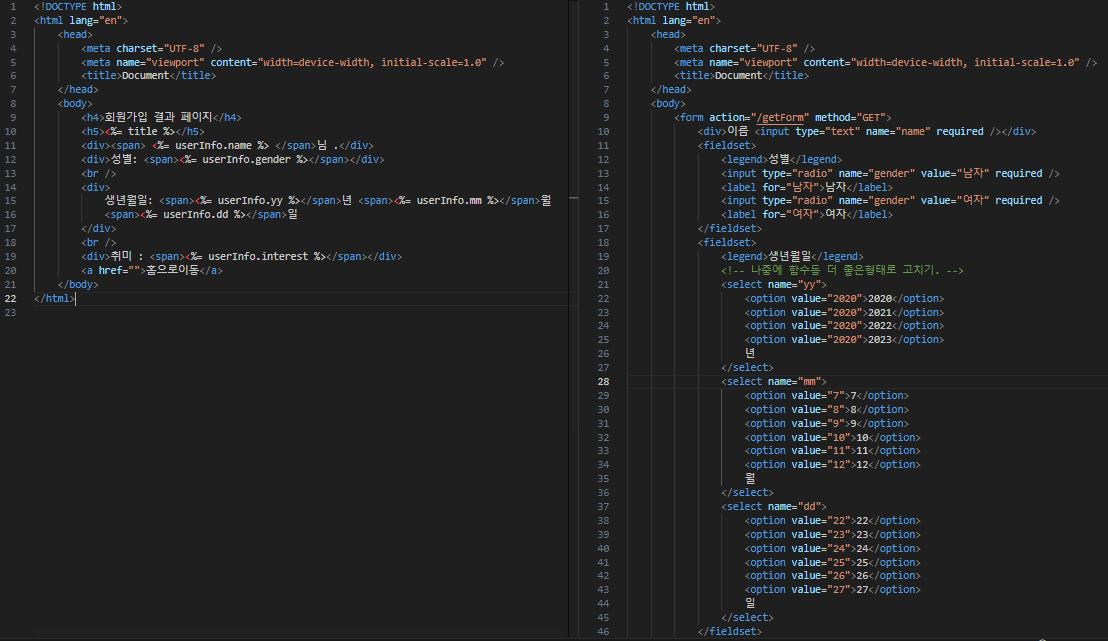 1 <!DOCTYPE html>
2 <html lang="en">
3 <head>
4 <meta charset="UTF-8" />
5 <meta name="viewport" content="width=device-width, initial-scale=1.0" />
6 <title>Document</title>
7 </head>
8 <body>
9 <h4>회원가입 결과 페이지</h4>
10 <h5><%= title %></h5>
11 <div><span> <%= userInfo.name %> </span>님 .</div>
12 <div>성별: <span><%= userInfo.gender %></span></div>
13 <br />
14 <div>
15 생년월일: <span><%= userInfo.yy %></span>년 <span><%= userInfo.mm %></span>월
16 <span><%= userInfo.dd %></span>일
17 </div>
18 <br />
19 <div>취미 : <span><%= userInfo.interest %></span></div>
20 <a href="">홈으로이동</a>
21 </body>
22 </html>
23
1 <!DOCTYPE html>
2 <html lang="en">
3 <head>
4 <meta charset="UTF-8" />
5 <meta name="viewport" content="width=device-width, initial-scale=1.0" />
6 <title>Document</title>
7 </head>
8 <body>
9 <form action="/getForm" method="GET">
10 <div>이름 <input type="text" name="name" required /></div>
11 <fieldset>
12 <legend>성별</legend>
13 <input type="radio" name="gender" value="남자" required />
14 <label for="남자">남자</label>
15 <input type="radio" name="gender" value="여자" required />
16 <label for="여자">여자</label>
17 </fieldset>
18 <fieldset>
19 <legend>생년월일</legend>
20 <!-- 나중에 함수등 더 좋은형태로 고치기. -->
21 <select name="yy">
22 <option value="2020">2020</option>
23 <option value="2020">2021</option>
24 <option value="2020">2022</option>
25 <option value="2020">2023</option>
26 년
27 </select>
28 <select name="mm">
29 <option value="7">7</option>
30 <option value="8">8</option>
31 <option value="9">9</option>
32 <option value="10">10</option>
33 <option value="11">11</option>
34 <option value="12">12</option>
35 월
36 </select>
37 <select name="dd">
38 <option value="22">22</option>
39 <option value="23">23</option>
40 <option value="24">24</option>
41 <option value="25">25</option>
42 <option value="26">26</option>
43 <option value="27">27</option>
44 일
45 </select>
46 </fieldset>